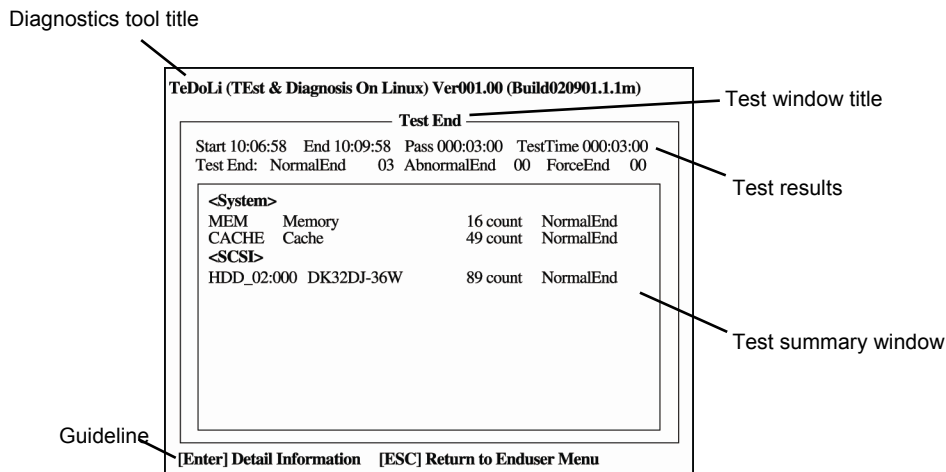 Diagnostics tool title
TeDoLi (TEst & Diagnosis On Linux) Ver001.00 (Build020901.1.1m)
Test window title
Test End
Start 10:06:58 End 10:09:58 Pass 000:03:00 TestTime 000:03:00
Test End: NormalEnd 03 AbnormalEnd 00 ForceEnd 00
Test results
<System>
MEM Memory 16 count NormalEnd
CACHE Cache 49 count NormalEnd
<SCSI>
HDD_02:000 DK32DJ-36W 89 count NormalEnd
Test summary window
Guideline
[Enter] Detail Information [ESC] Return to Enduser Menu